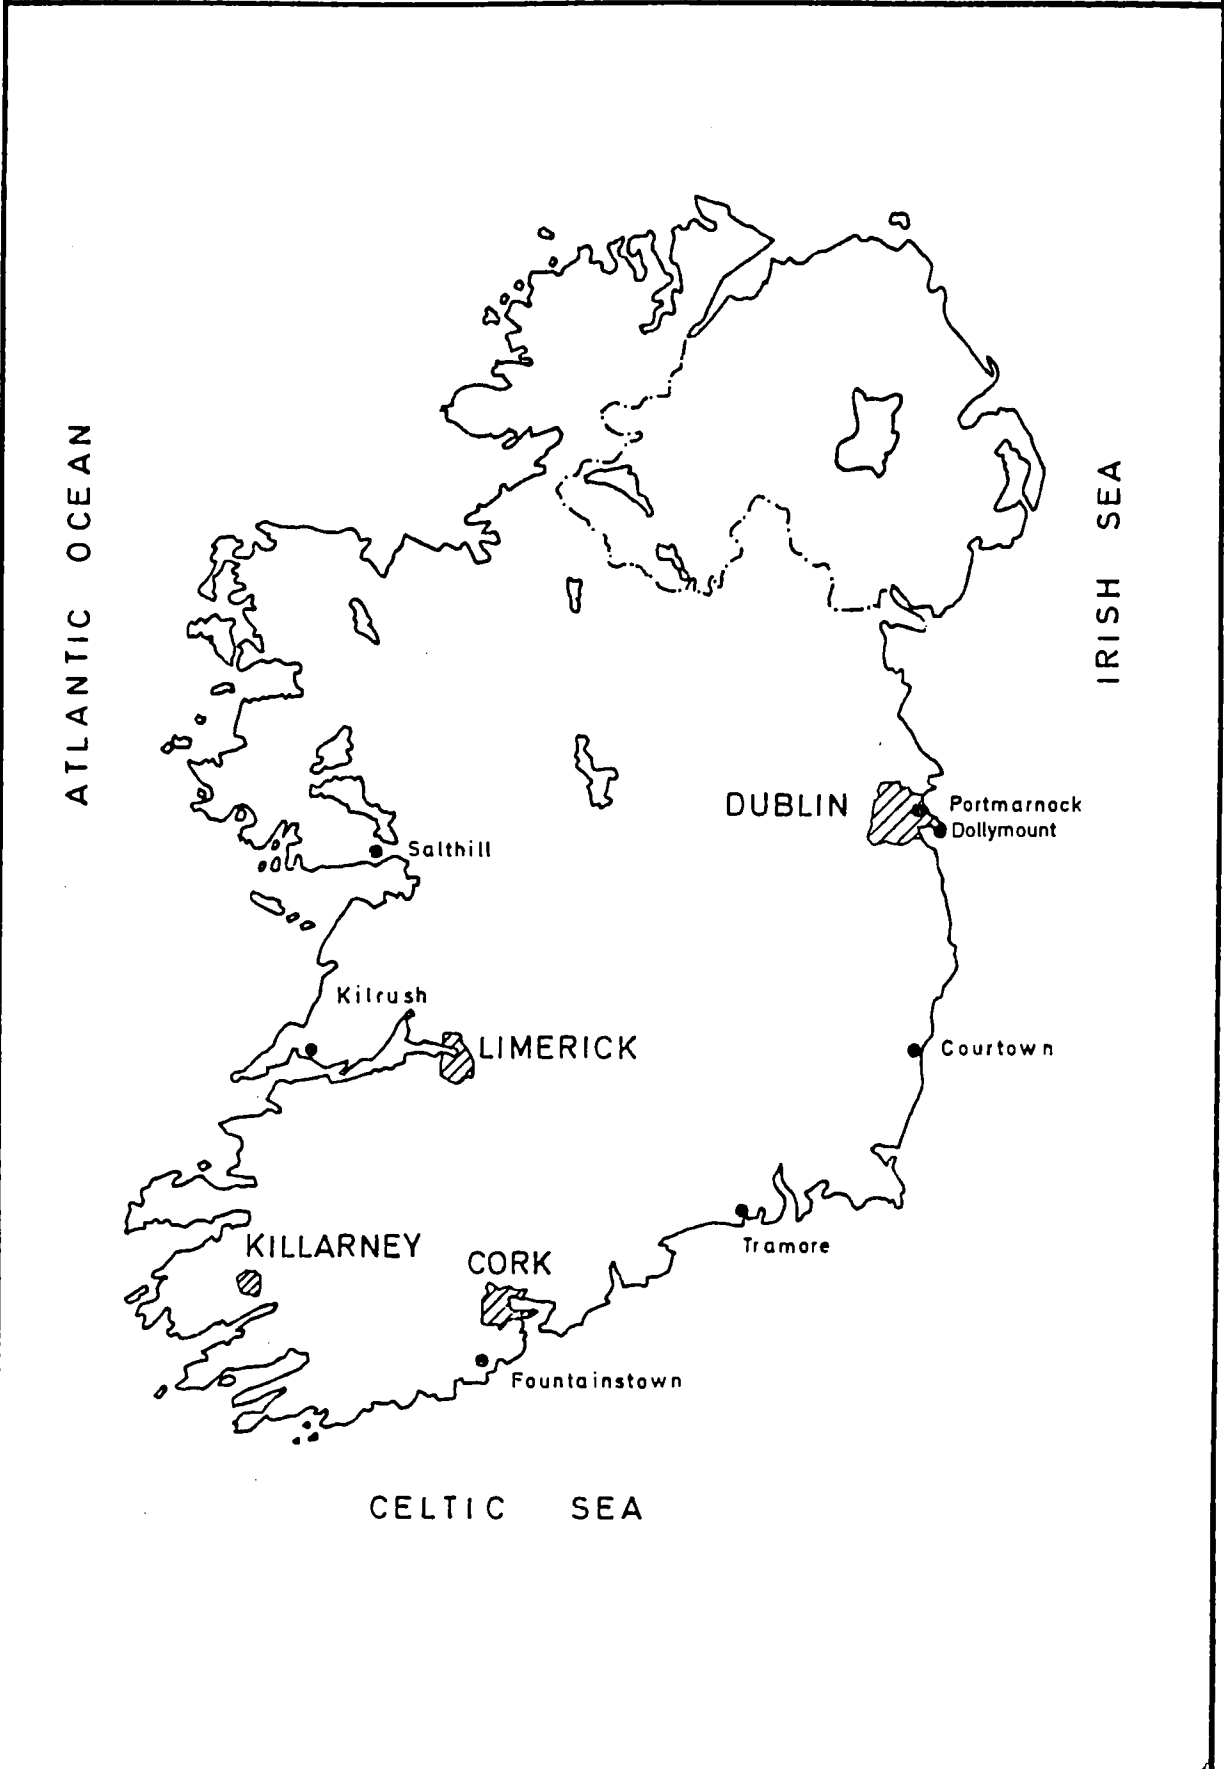 ATLANTIC OCEAN
IRISH SEA
DUBLIN
Portmarnock
Dollymount
Salthill
Kilrush
LIMERICK
Courtown
KILLARNEY
CORK
Tramore
Fountainstown
CELTIC SEA